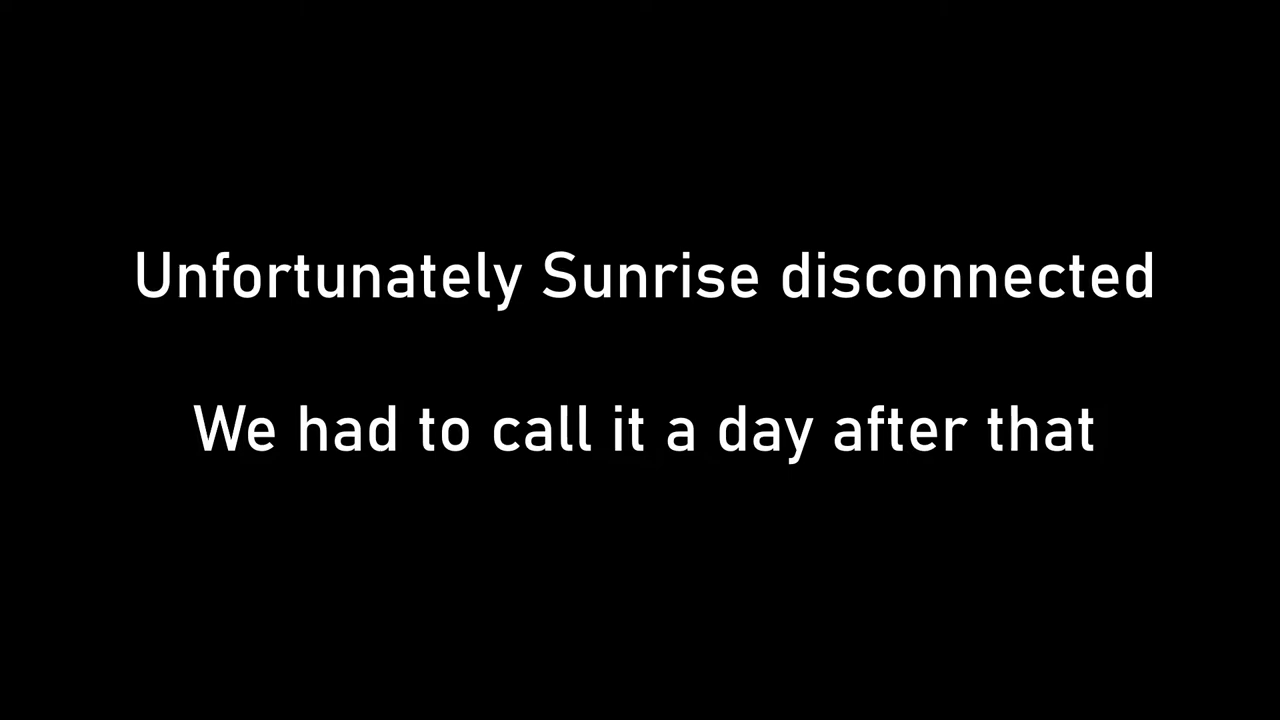 Unfortunately Sunrise disconnected
We had to call it a day after that